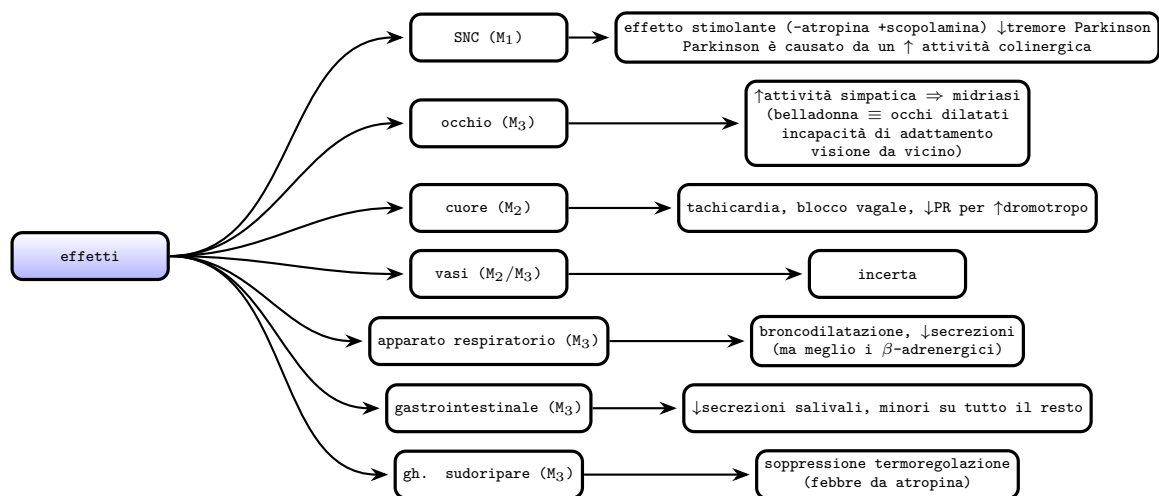 effetti
SNC (M₁)
effetto stimolante (-atropina +scopolamina) ↓tremore Parkinson
Parkinson è causato da un ↑ attività colinergica
occhio (M₃)
↑attività simpatica ⇒ midriasi
(belladonna ≡ occhi dilatati
incapacità di adattamento
visione da vicino)
cuore (M₂)
tachicardia, blocco vagale, ↓PR per ↑dromotropo
vasi (M₂/M₃)
incerta
apparato respiratorio (M₃)
broncodilatazione, ↓secrezioni
(ma meglio i β-adrenergici)
gastrointestinale (M₃)
↓secrezioni salivali, minori su tutto il resto
gh. sudoripare (M₃)
soppressione termoregolazione
(febbre da atropina)